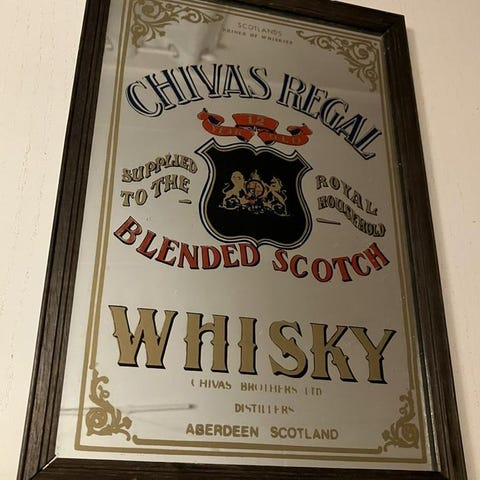 SCOTLAND'S
PRINCE OF WHISKIES
CHIVAS REGAL
12
YEARS OLD
SUPPLIED
TO THE
ROYAL
HOUSEHOLD
BLENDED SCOTCH
WHISKY
CHIVAS BROTHERS LTD
DISTILLERS
ABERDEEN SCOTLAND